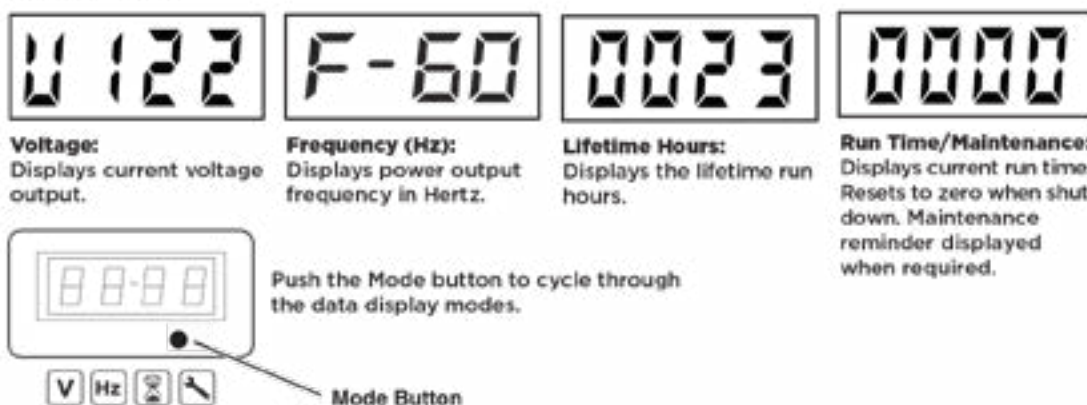 V122
F-60
0023
0000
Voltage:
Displays current voltage
output.
Frequency (Hz):
Displays power output
frequency in Hertz.
Lifetime Hours:
Displays the lifetime run
hours.
Run Time/Maintenance:
Displays current run time
Resets to zero when shut
down. Maintenance
reminder displayed
when required.
88-88
Push the Mode button to cycle through
the data display modes.
V Hz
Mode Button